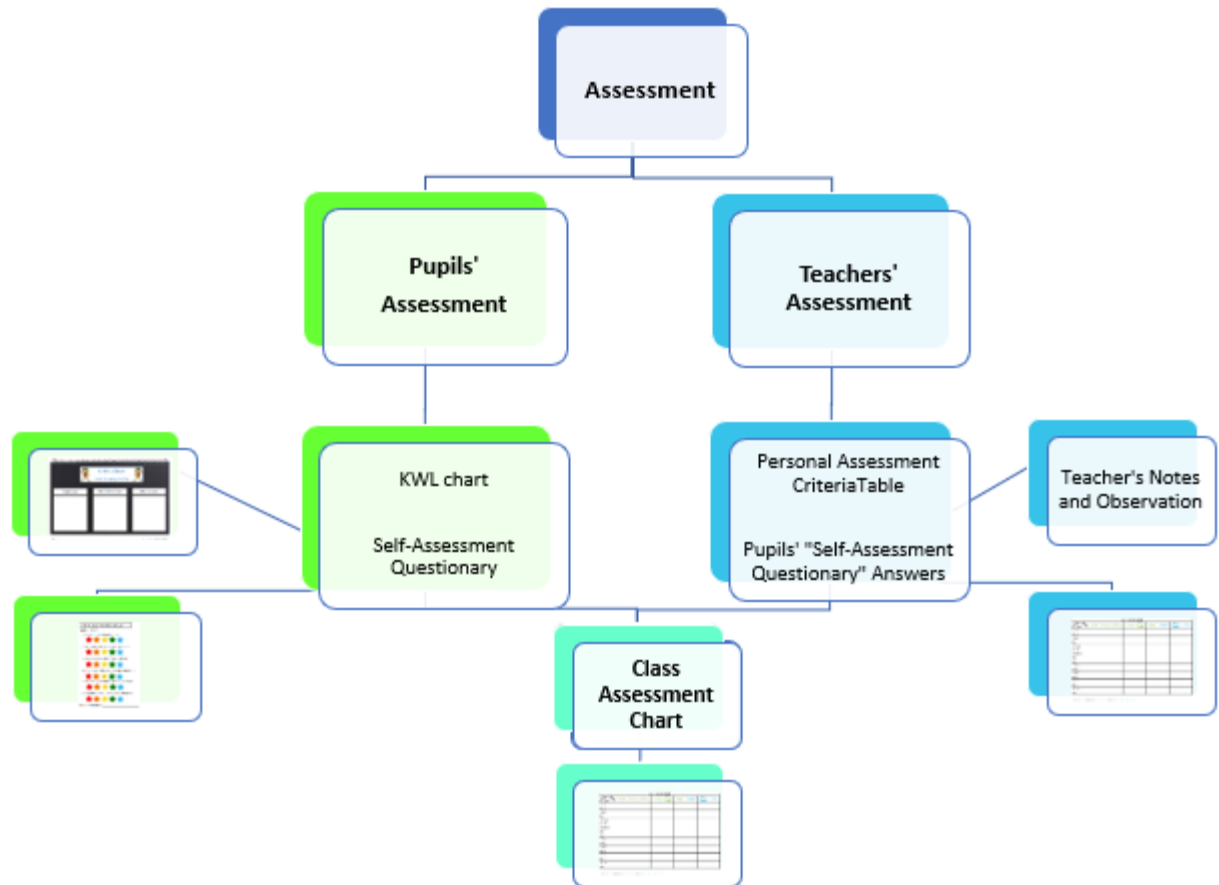 Assessment
Pupils'
Assessment
Teachers'
Assessment
KWL chart
Self-Assessment
Questionary
Personal Assessment
CriteriaTable
Pupils' "Self-Assessment
Questionary" Answers
Teacher's Notes
and Observation
Class
Assessment
Chart